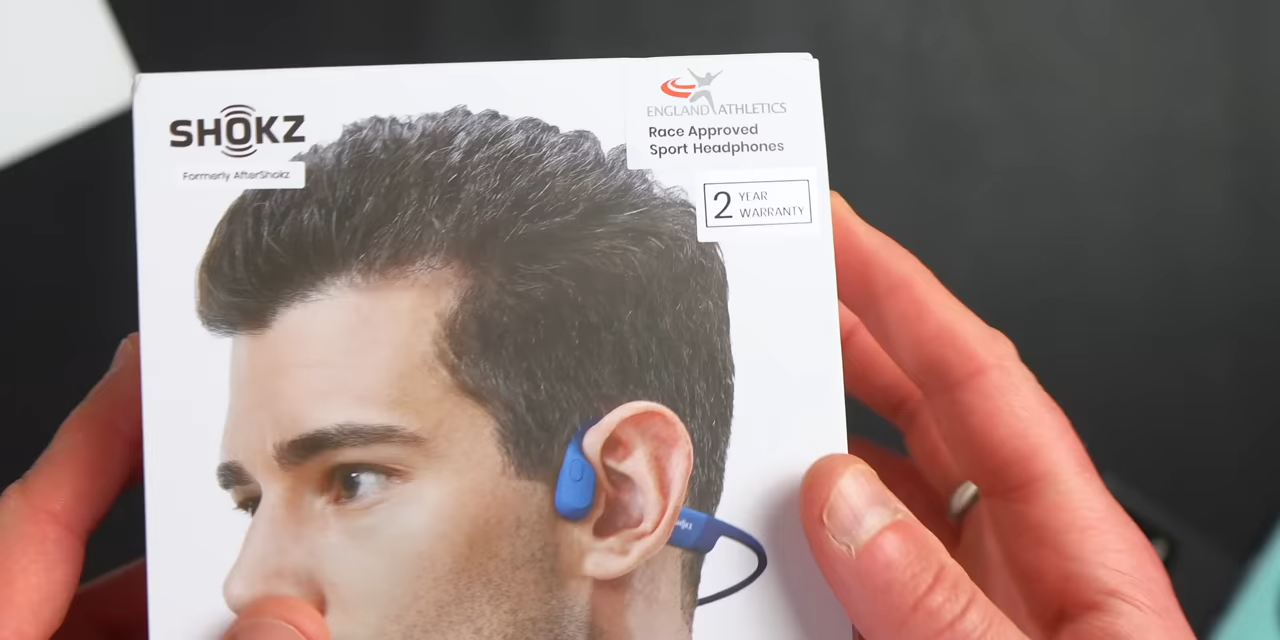 SHOKZ
Formerly AfterShokz
ENGLAND ATHLETICS
Race Approved
Sport Headphones
2 YEAR
WARRANTY